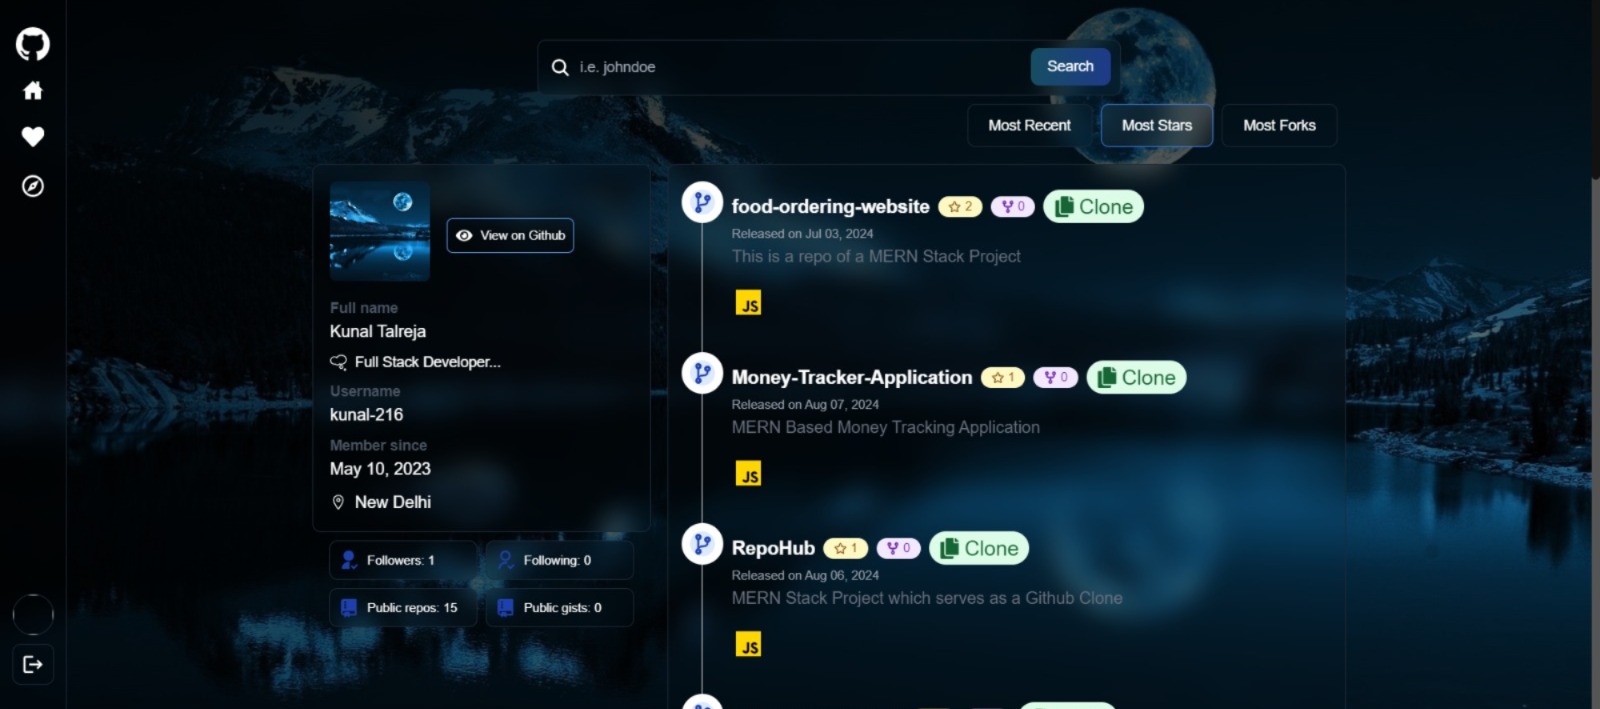 i.e. johndoe
Search
Most Recent
Most Stars
Most Forks
View on Github
Full name
Kunal Talreja
Full Stack Developer...
Username
kunal-216
Member since
May 10, 2023
New Delhi
Followers: 1
Following: 0
Public repos: 15
Public gists: 0
food-ordering-website 2 0 Clone
Released on Jul 03, 2024
This is a repo of a MERN Stack Project
JS
Money-Tracker-Application 1 0 Clone
Released on Aug 07, 2024
MERN Based Money Tracking Application
JS
RepoHub 1 0 Clone
Released on Aug 06, 2024
MERN Stack Project which serves as a Github Clone
JS